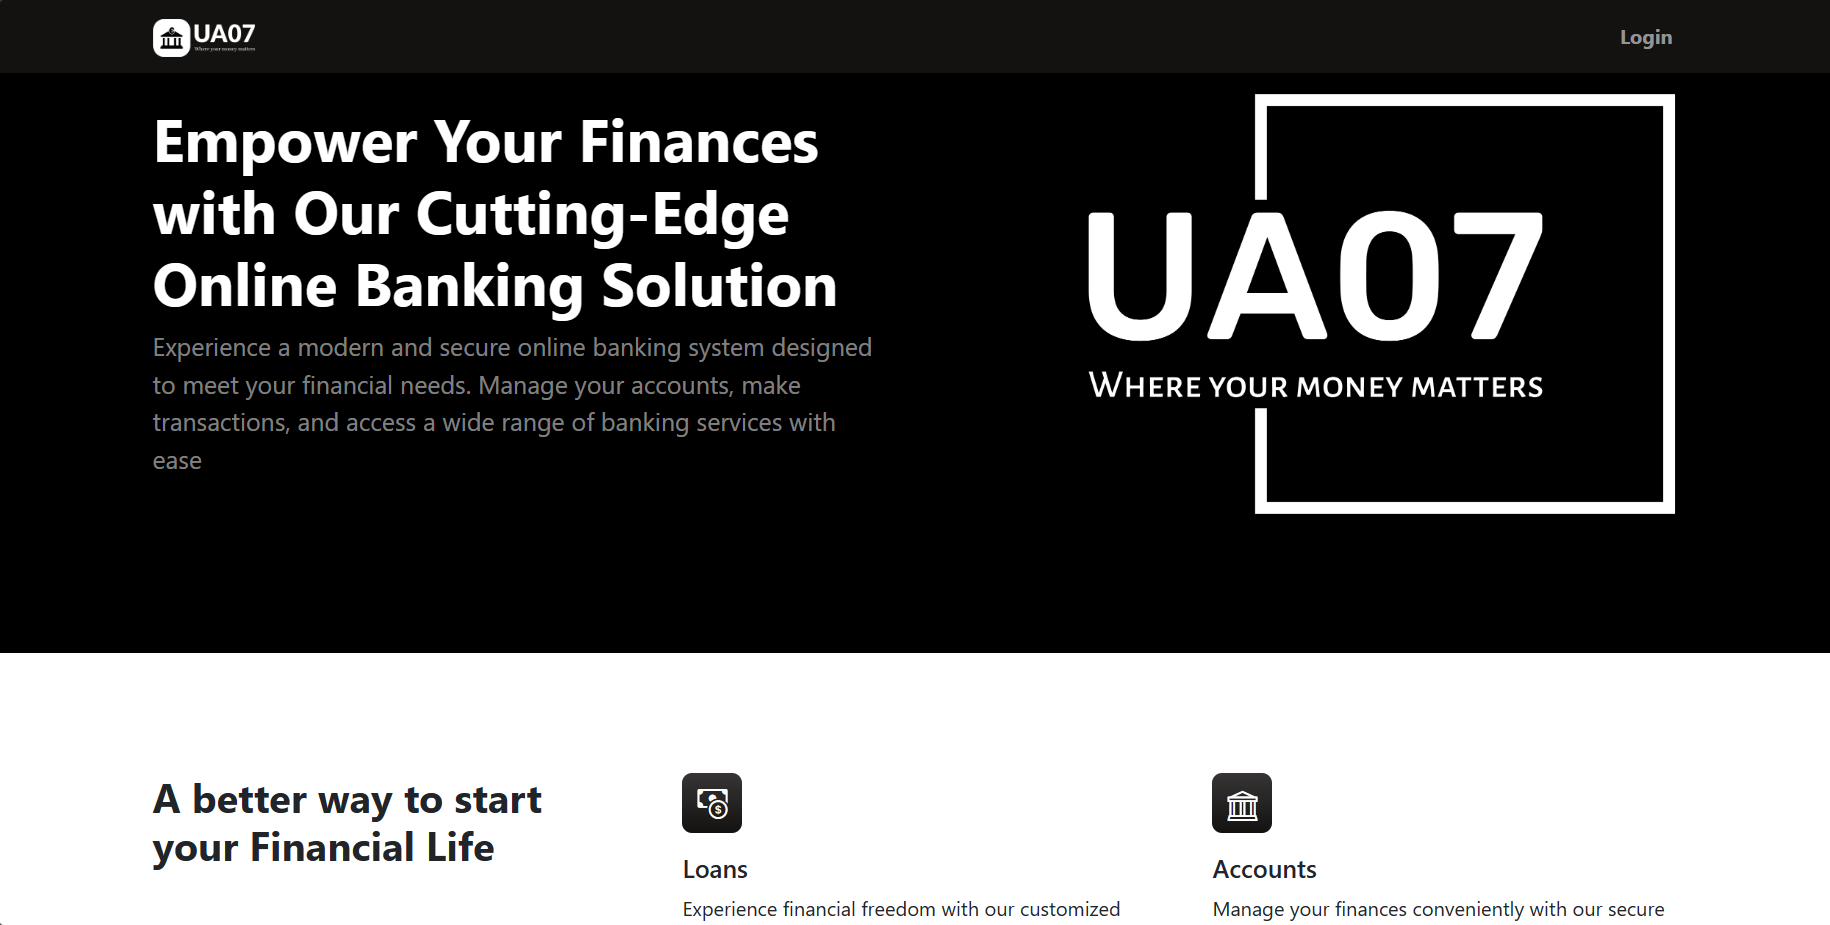 UA07
Where your money matters
Login
Empower Your Finances
with Our Cutting-Edge
Online Banking Solution
Experience a modern and secure online banking system designed
to meet your financial needs. Manage your accounts, make
transactions, and access a wide range of banking services with
ease
UA07
Where your money matters
A better way to start
your Financial Life
$
Loans
Experience financial freedom with our customized
Accounts
Manage your finances conveniently with our secure